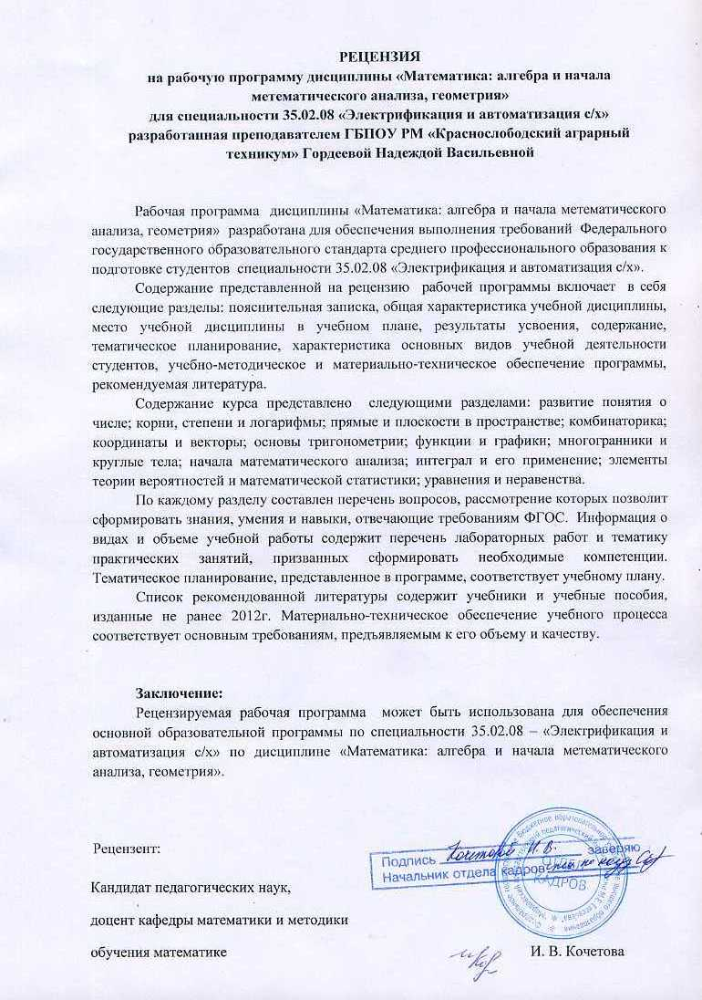 РЕЦЕНЗИЯ
на рабочую программу дисциплины «Математика: алгебра и начала
метематического анализа, геометрия»
для специальности 35.02.08 «Электрификация и автоматизация с/х»
разработанная преподавателем ГБПОУ РМ «Краснослободский аграрный
техникум» Гордеевой Надеждой Васильевной
Рабочая программа дисциплины «Математика: алгебра и начала метематического
анализа, геометрия» разработана для обеспечения выполнения требований Федерального
государственного образовательного стандарта среднего профессионального образования к
подготовке студентов специальности 35.02.08 «Электрификация и автоматизация с/х».
Содержание представленной на рецензию рабочей программы включает в себя
следующие разделы: пояснительная записка, общая характеристика учебной дисциплины,
место учебной дисциплины в учебном плане, результаты усвоения, содержание,
тематическое планирование, характеристика основных видов учебной деятельности
студентов, учебно-методическое и материально-техническое обеспечение программы,
рекомендуемая литература.
Содержание курса представлено следующими разделами: развитие понятия о
числе; корни, степени и логарифмы; прямые и плоскости в пространстве; комбинаторика;
координаты и векторы; основы тригонометрии; функции и графики; многогранники и
круглые тела; начала математического анализа; интеграл и его применение; элементы
теории вероятностей и математической статистики; уравнения и неравенства.
По каждому разделу составлен перечень вопросов, рассмотрение которых позволит
сформировать знания, умения и навыки, отвечающие требованиям ФГОС. Информация о
видах и объеме учебной работы содержит перечень лабораторных работ и тематику
практических занятий, призванных сформировать необходимые компетенции.
Тематическое планирование, представленное в программе, соответствует учебному плану.
Список рекомендованной литературы содержит учебники и учебные пособия,
изданные не ранее 2012г. Материально-техническое обеспечение учебного процесса
соответствует основным требованиям, предъявляемым к его объему и качеству.
Заключение:
Рецензируемая рабочая программа может быть использована для обеспечения
основной образовательной программы по специальности 35.02.08 – «Электрификация и
автоматизация с/х» по дисциплине «Математика: алгебра и начала метематического
анализа, геометрия».
Рецензент:
Подпись Кочетовой И. В. заверяю
Начальник отдела кадров
ОТДЕЛ
КАДРОВ
Кандидат педагогических наук,
доцент кафедры математики и методики
обучения математике И. В. Кочетова